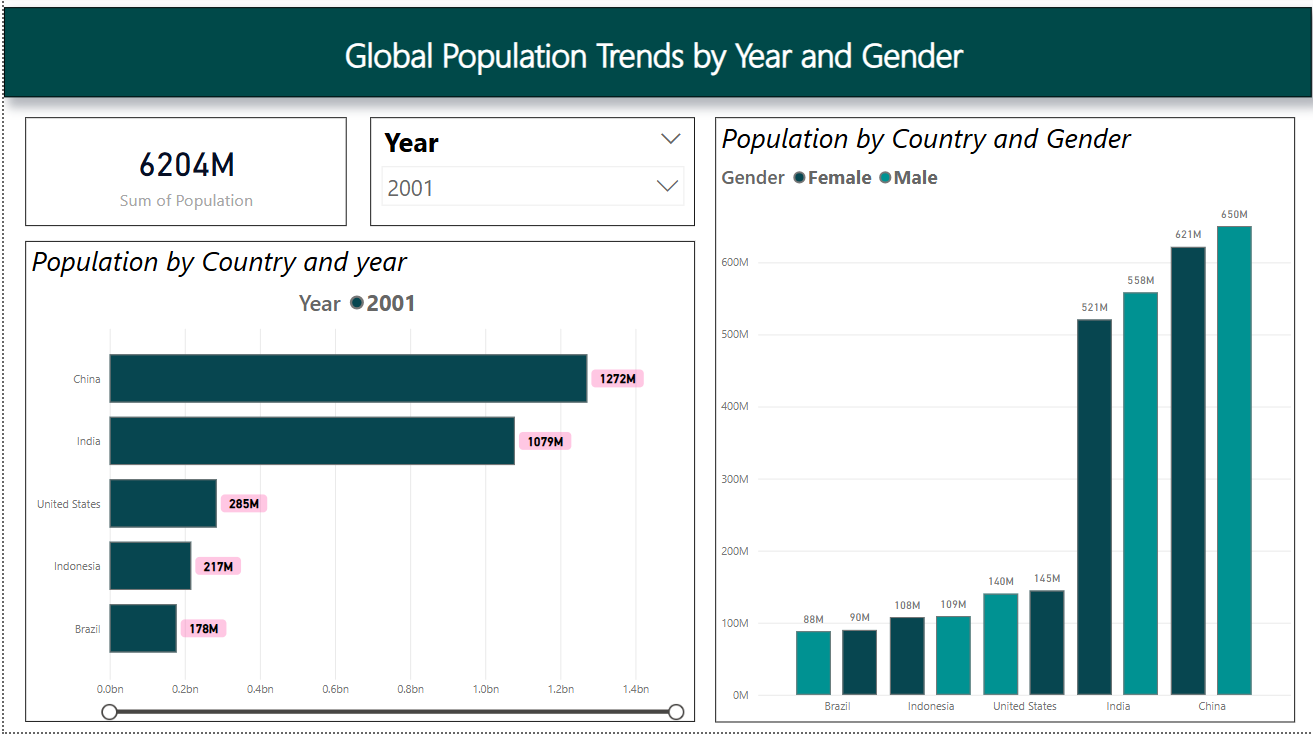 Global Population Trends by Year and Gender
6204M
Sum of Population
Year
2001
Population by Country and year
Year 2001
China 1272M
India 1079M
United States 285M
Indonesia 217M
Brazil 178M
0.0bn 0.2bn 0.4bn 0.6bn 0.8bn 1.0bn 1.2bn 1.4bn
Population by Country and Gender
Gender Female Male
650M
621M
600M
558M
521M
500M
400M
300M
200M
140M 145M
108M 109M
88M 90M
100M
0M
Brazil Indonesia United States India China